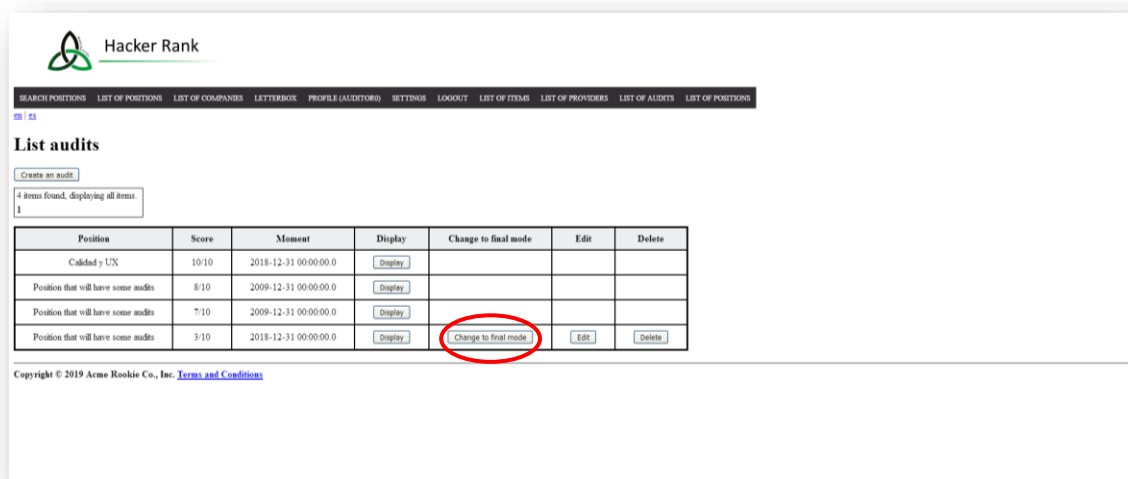 Hacker Rank
SEARCH POSITIONS LIST OF POSITIONS LIST OF COMPANIES LETTERBOX PROFILE (AUDITOR0) SETTINGS LOGOUT LIST OF ITEMS LIST OF PROVIDERS LIST OF AUDITS LIST OF POSITIONS
en | es
List audits
Create an audit
4 items found, displaying all items.
1
Position Score Moment Display Change to final mode Edit Delete
Calidad y UX 10/10 2018-12-31 00:00:00.0 Display
Position that will have some audits 8/10 2009-12-31 00:00:00.0 Display
Position that will have some audits 7/10 2009-12-31 00:00:00.0 Display
Position that will have some audits 3/10 2018-12-31 00:00:00.0 Display Change to final mode Edit Delete
Copyright © 2019 Acme Rookie Co., Inc. Terms and Conditions